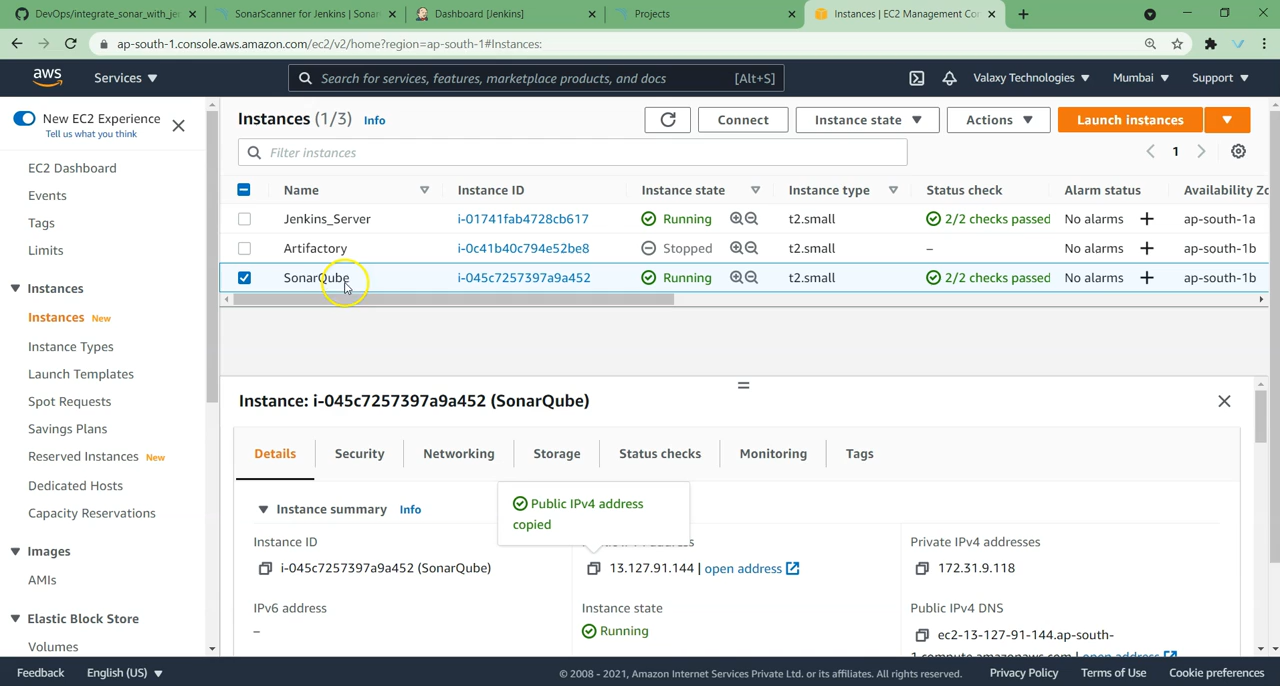 DevOps/integrate_sonar_with_je
SonarScanner for Jenkins | Sona
Dashboard [Jenkins]
Projects
Instances | EC2 Management Co
ap-south-1.console.aws.amazon.com/ec2/v2/home?region=ap-south-1#Instances:
aws Services ▼ Search for services, features, marketplace products, and docs [Alt+S] Valaxy Technologies ▼ Mumbai ▼ Support ▼
New EC2 Experience
Tell us what you think
EC2 Dashboard
Events
Tags
Limits
Instances
Instances New
Instance Types
Launch Templates
Spot Requests
Savings Plans
Reserved Instances New
Dedicated Hosts
Capacity Reservations
Images
AMIs
Elastic Block Store
Volumes
Instances (1/3) Info Connect Instance state ▼ Actions ▼ Launch instances ▼
Filter instances 1
Name Instance ID Instance state Instance type Status check Alarm status Availability Zo
Jenkins_Server i-01741fab4728cb617 Running t2.small 2/2 checks passed No alarms + ap-south-1a
Artifactory i-0c41b40c794e52be8 Stopped t2.small – No alarms + ap-south-1b
SonarQube i-045c7257397a9a452 Running t2.small 2/2 checks passed No alarms + ap-south-1b
Instance: i-045c7257397a9a452 (SonarQube)
Details Security Networking Storage Status checks Monitoring Tags
Public IPv4 address
copied
Instance summary Info
Instance ID Private IPv4 addresses
i-045c7257397a9a452 (SonarQube) 13.127.91.144 | open address 172.31.9.118
IPv6 address Instance state Public IPv4 DNS
– Running ec2-13-127-91-144.ap-south-
1.compute.amazonaws.com | open address
Feedback English (US) ▼ © 2008 - 2021, Amazon Internet Services Private Ltd. or its affiliates. All rights reserved. Privacy Policy Terms of Use Cookie preferences